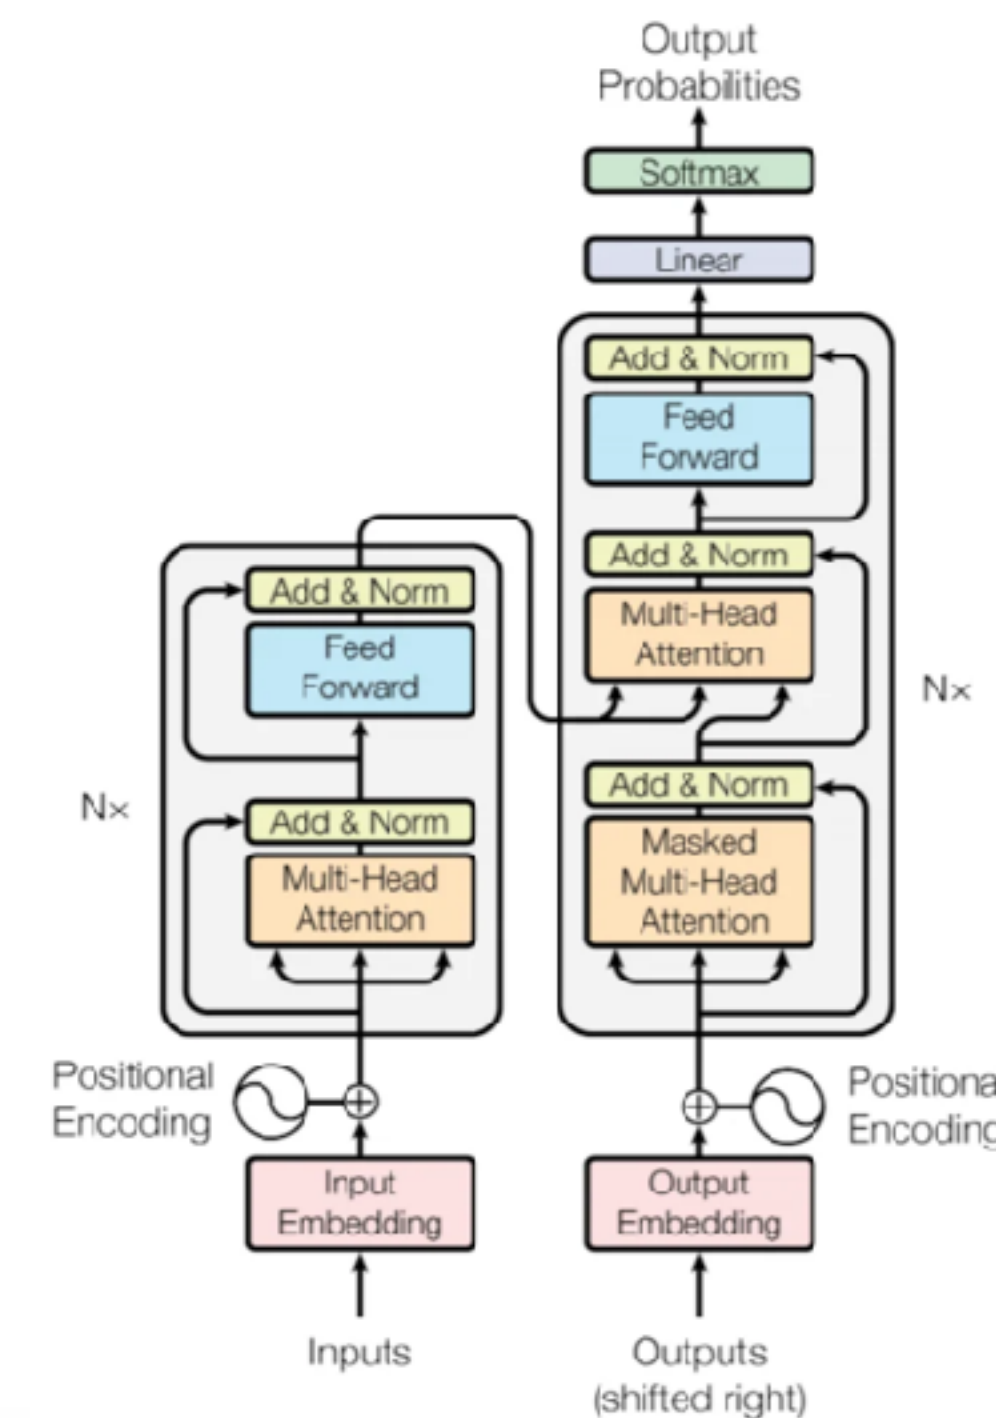 Output
Probabilities
Softmax
Linear
Add & Norm
Feed
Forward
Add & Norm
Multi-Head
Attention
Nx
Add & Norm
Masked
Multi-Head
Attention
Add & Norm
Feed
Forward
Nx
Add & Norm
Multi-Head
Attention
Positional
Encoding
Positiona
Encoding
Input
Embedding
Output
Embedding
Inputs
Outputs
(shifted right)